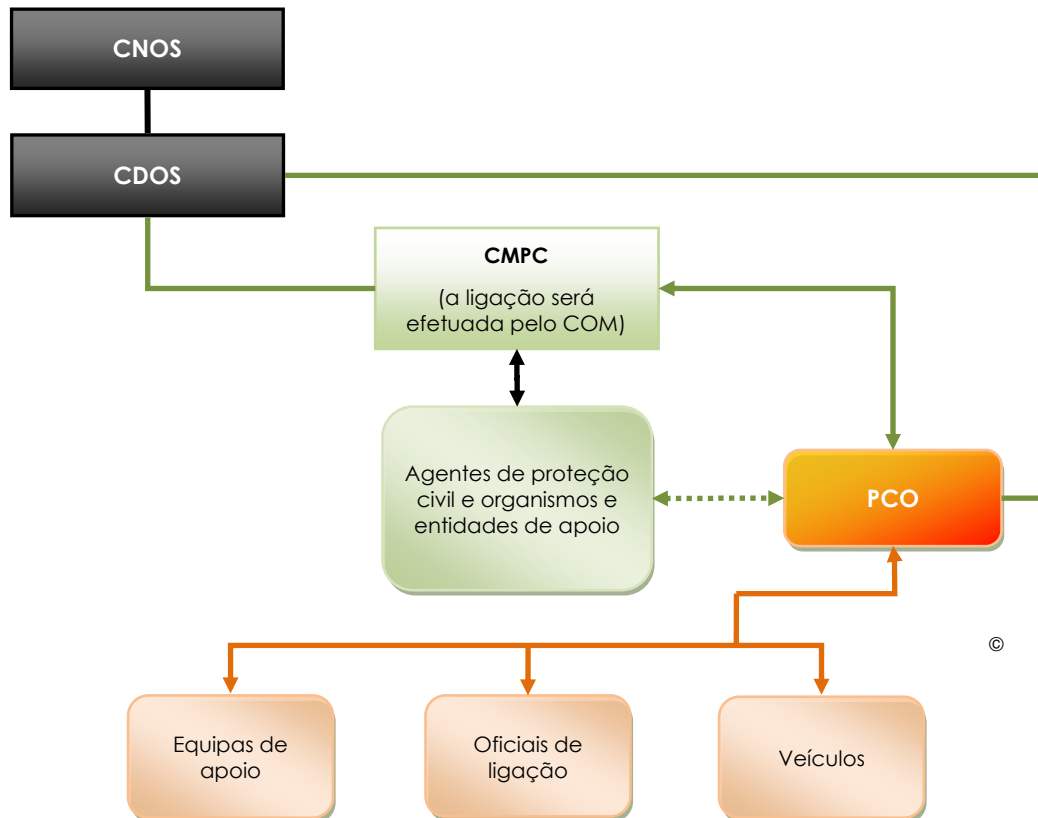 CNOS
CDOS
CMPC
(a ligação será
efetuada pelo COM)
Agentes de proteção
civil e organismos e
entidades de apoio
PCO
©
Equipas de
apoio
Oficiais de
ligação
Veículos